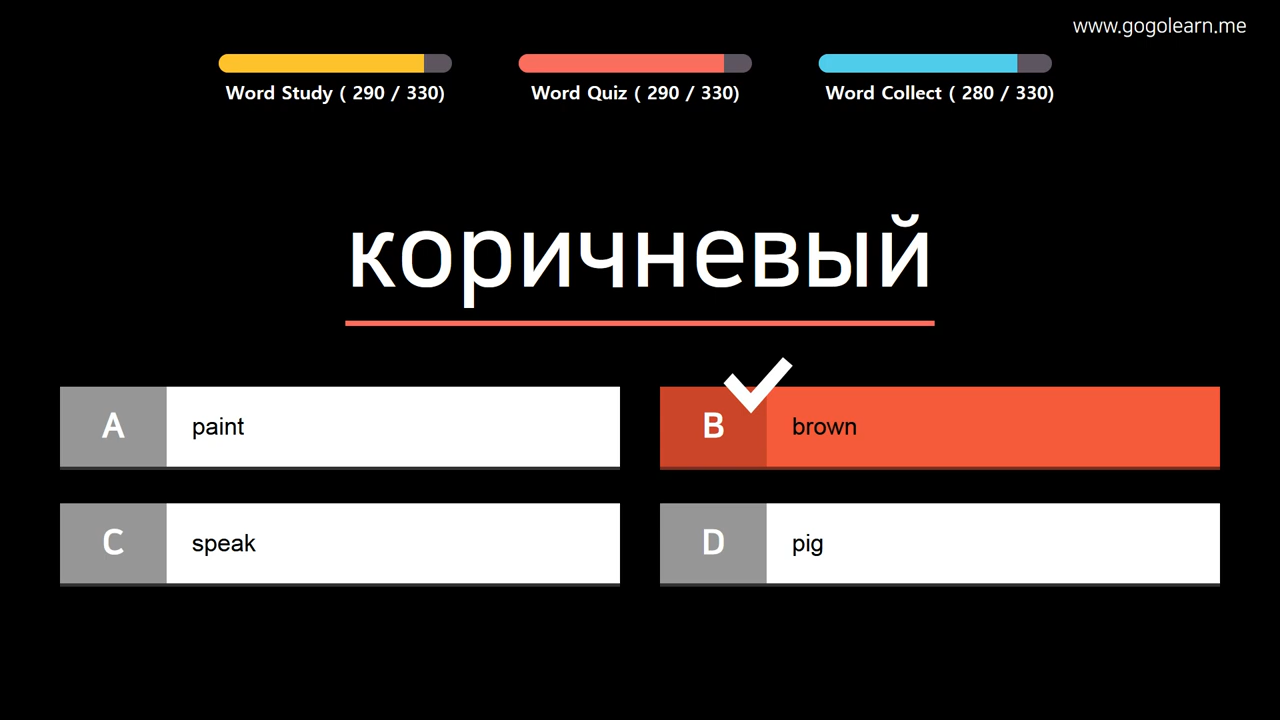 www.gogolearn.me
Word Study ( 290 / 330)
Word Quiz ( 290 / 330)
Word Collect ( 280 / 330)
коричневый
A paint
B brown
C speak
D pig